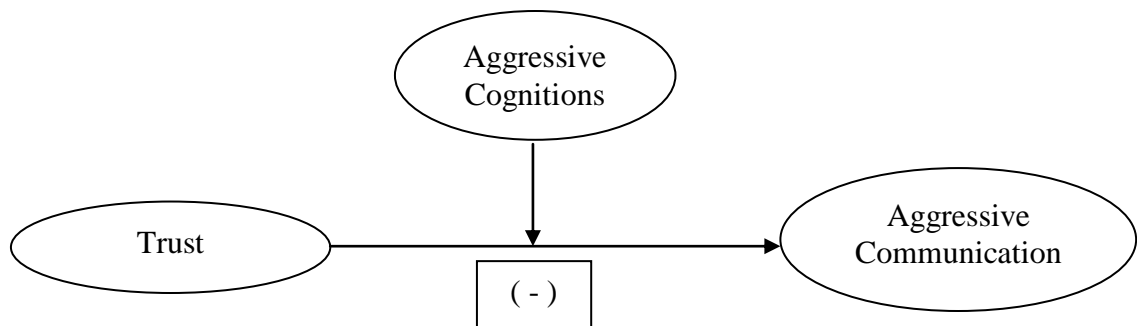 Aggressive
Cognitions
Trust
Aggressive
Communication
( - )